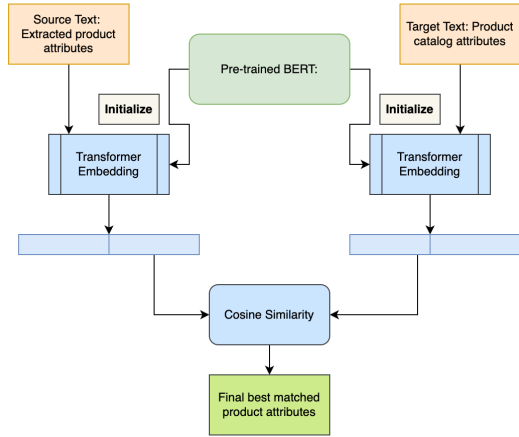 Source Text:
Extracted product
attributes
Pre-trained BERT:
Target Text: Product
catalog attributes
Initialize
Initialize
Transformer
Embedding
Transformer
Embedding
Cosine Similarity
Final best matched
product attributes